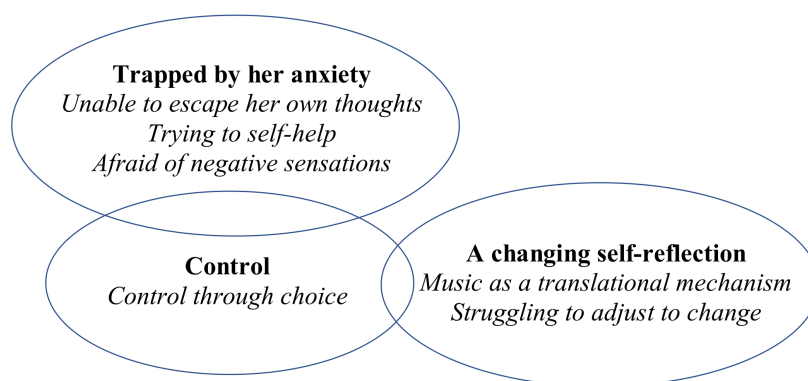 Trapped by her anxiety
Unable to escape her own thoughts
Trying to self-help
Afraid of negative sensations
Control
Control through choice
A changing self-reflection
Music as a translational mechanism
Struggling to adjust to change